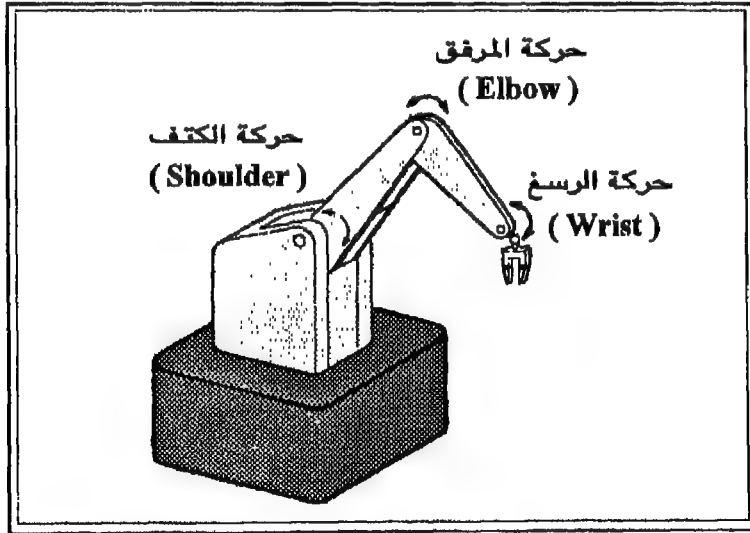 حركة المرفق
( Elbow )
حركة الكتف
( Shoulder )
حركة الرسغ
( Wrist )